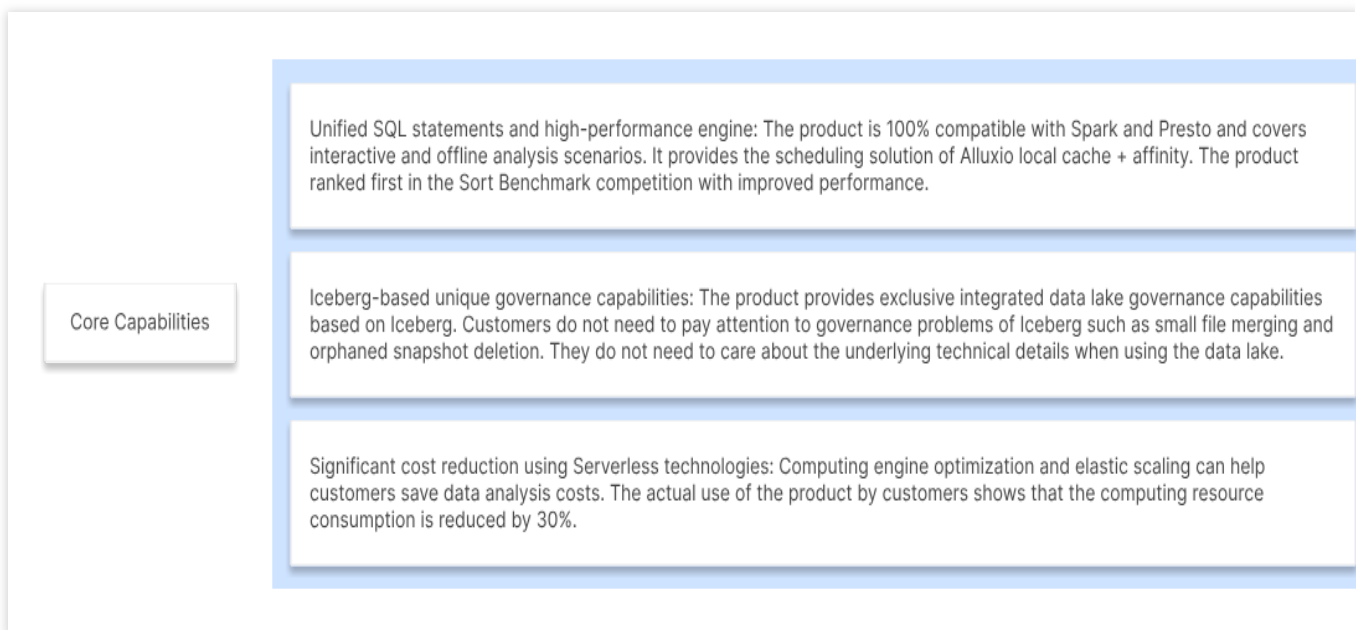 Core Capabilities
Unified SQL statements and high-performance engine: The product is 100% compatible with Spark and Presto and covers
interactive and offline analysis scenarios. It provides the scheduling solution of Alluxio local cache + affinity. The product
ranked first in the Sort Benchmark competition with improved performance.
Iceberg-based unique governance capabilities: The product provides exclusive integrated data lake governance capabilities
based on Iceberg. Customers do not need to pay attention to governance problems of Iceberg such as small file merging and
orphaned snapshot deletion. They do not need to care about the underlying technical details when using the data lake.
Significant cost reduction using Serverless technologies: Computing engine optimization and elastic scaling can help
customers save data analysis costs. The actual use of the product by customers shows that the computing resource
consumption is reduced by 30%.